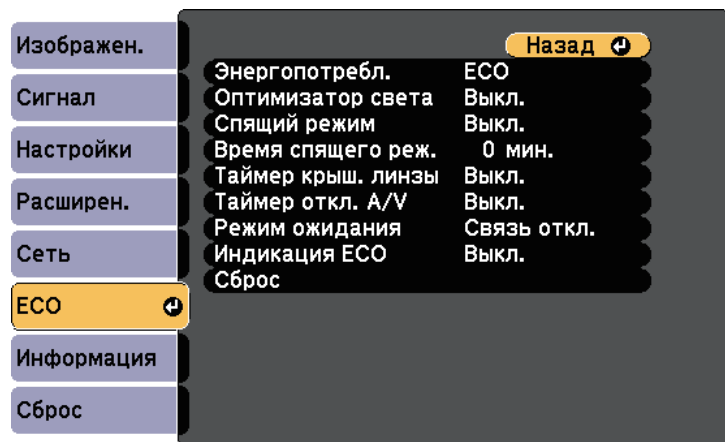 Изображен.
Сигнал
Настройки
Расширен.
Сеть
ECO
Информация
Сброс
Назад
Энергопотребл. ECO
Оптимизатор света Выкл.
Спящий режим Выкл.
Время спящего реж. 0 мин.
Таймер крыш. линзы Выкл.
Таймер откл. A/V Выкл.
Режим ожидания Связь откл.
Индикация ECO Выкл.
Сброс